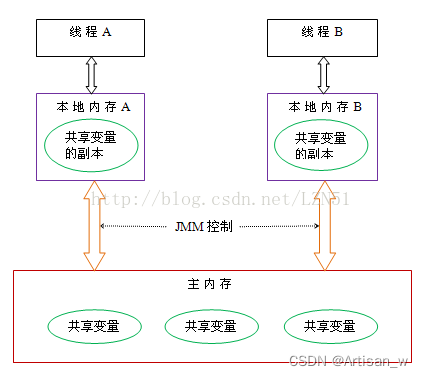 线程 A
线程 B
本地内存 A
本地内存 B
共享变量
的副本
共享变量
的副本
http://blog.csdn.net/LZN51
JMM 控制
主内存
共享变量
共享变量
共享变量
CSDN @Artisan_w